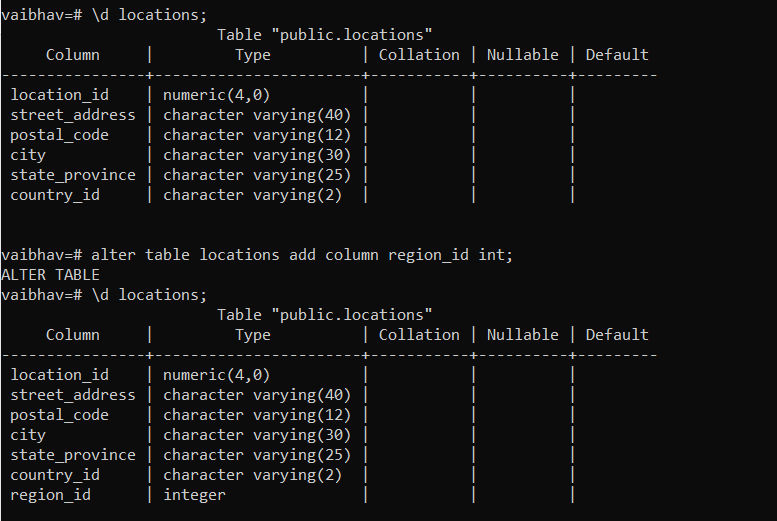 vaibhav=# \d locations;
                        Table "public.locations"
     Column     |         Type          | Collation | Nullable | Default
----------------+-----------------------+-----------+----------+---------
 location_id    | numeric(4,0)          |           |          |
 street_address | character varying(40) |           |          |
 postal_code    | character varying(12) |           |          |
 city           | character varying(30) |           |          |
 state_province | character varying(25) |           |          |
 country_id     | character varying(2)  |           |          |
vaibhav=# alter table locations add column region_id int;
ALTER TABLE
vaibhav=# \d locations;
                        Table "public.locations"
     Column     |         Type          | Collation | Nullable | Default
----------------+-----------------------+-----------+----------+---------
 location_id    | numeric(4,0)          |           |          |
 street_address | character varying(40) |           |          |
 postal_code    | character varying(12) |           |          |
 city           | character varying(30) |           |          |
 state_province | character varying(25) |           |          |
 country_id     | character varying(2)  |           |          |
 region_id      | integer               |           |          |